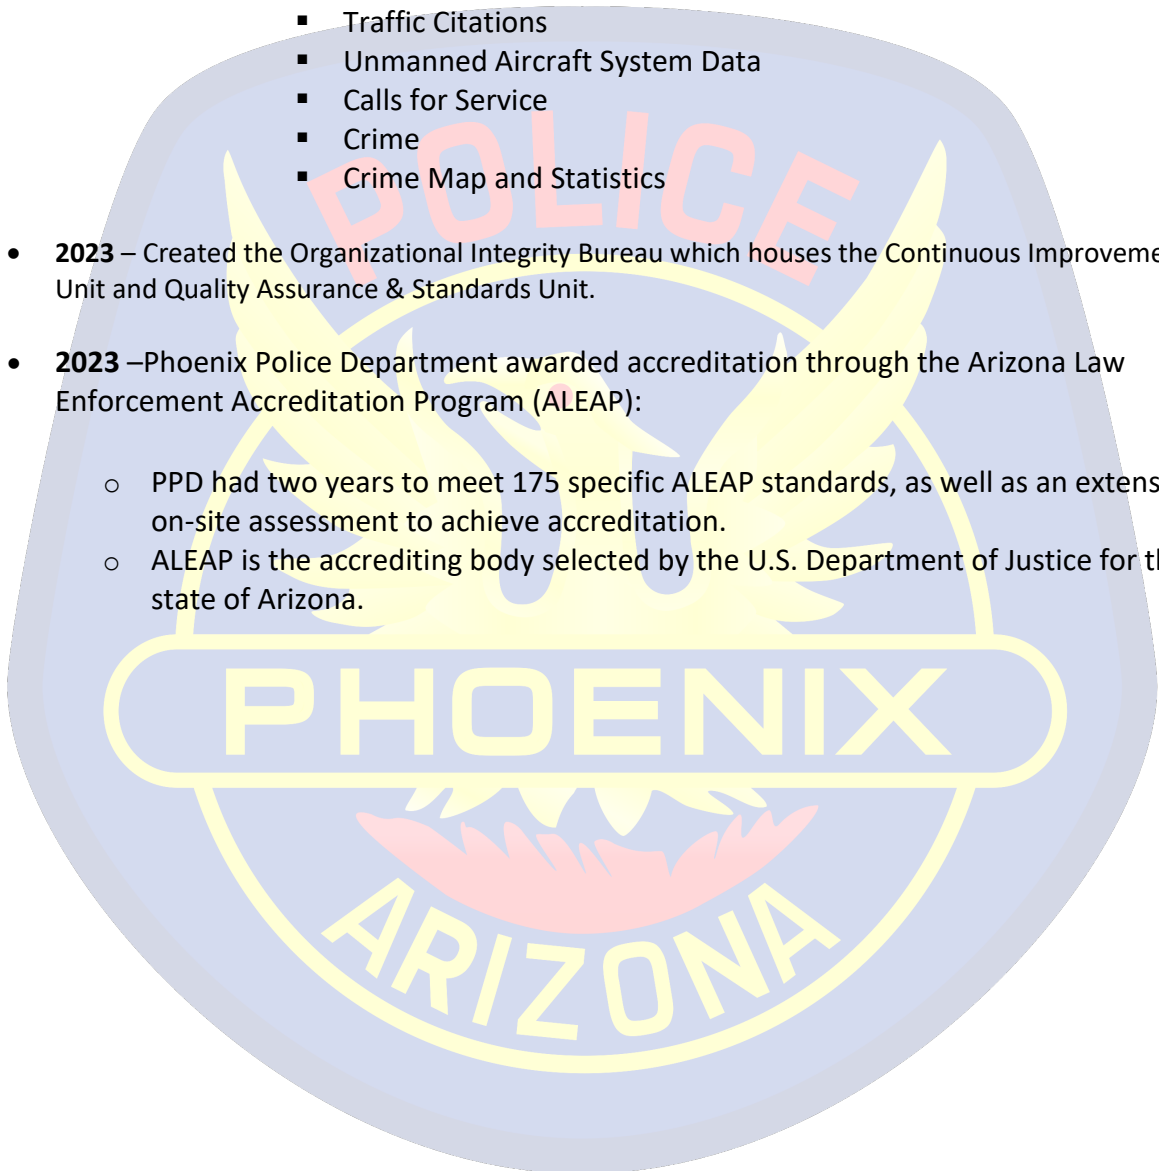 ▪ Traffic Citations
▪ Unmanned Aircraft System Data
▪ Calls for Service
▪ Crime
▪ Crime Map and Statistics
• 2023 – Created the Organizational Integrity Bureau which houses the Continuous Improveme
Unit and Quality Assurance & Standards Unit.
• 2023 –Phoenix Police Department awarded accreditation through the Arizona Law
Enforcement Accreditation Program (ALEAP):
o PPD had two years to meet 175 specific ALEAP standards, as well as an extens
on-site assessment to achieve accreditation.
o ALEAP is the accrediting body selected by the U.S. Department of Justice for th
state of Arizona.
POLICE
PHOENIX
ARIZONA